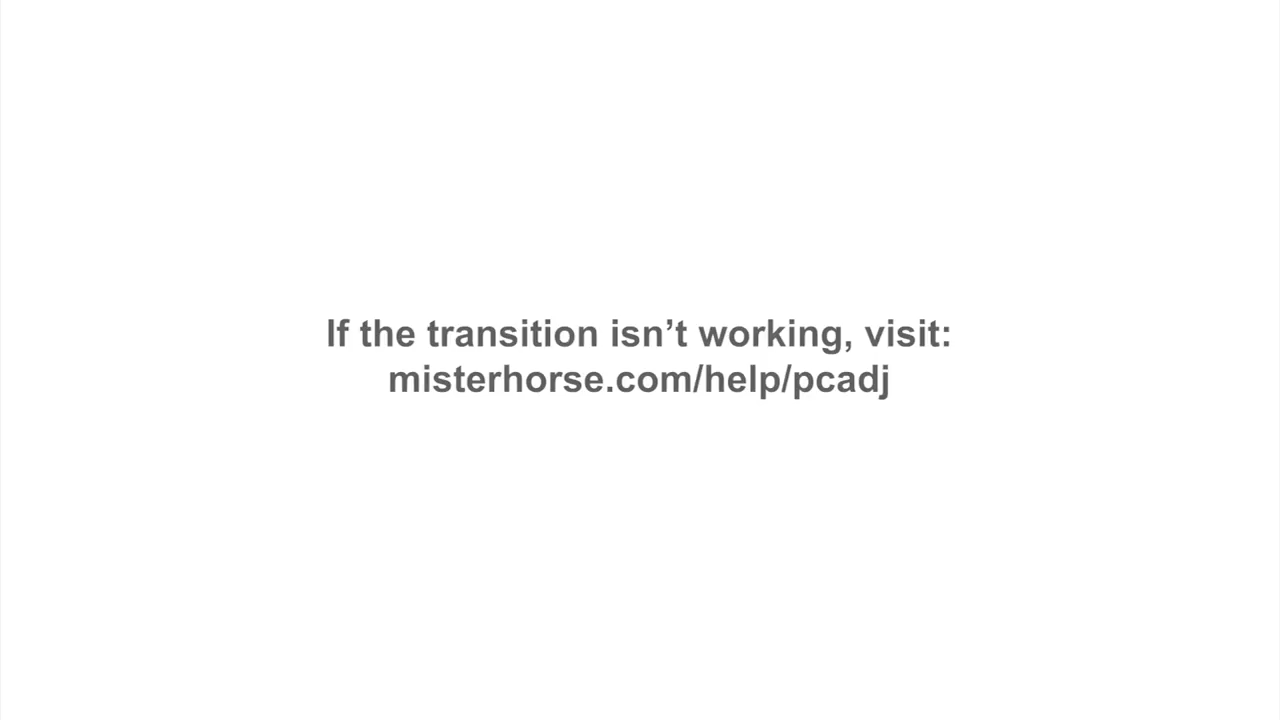 If the transition isn’t working, visit:
misterhorse.com/help/pcadj